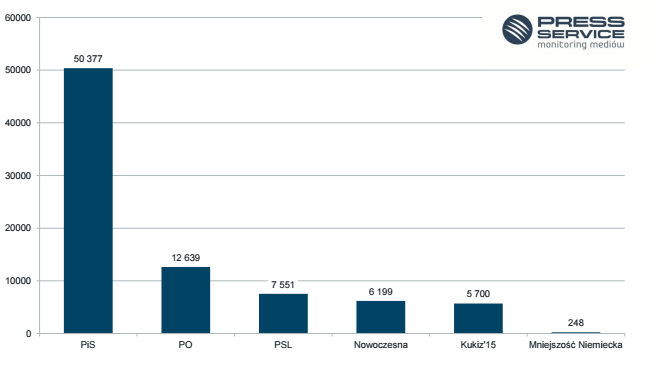 PRESS
SERVICE
monitoring mediów
60000
50000
40000
30000
20000
10000
0
50 377
12 639
7 551
6 199
5 700
248
PiS
PO
PSL
Nowoczesna
Kukiz'15
Mniejszość Niemiecka